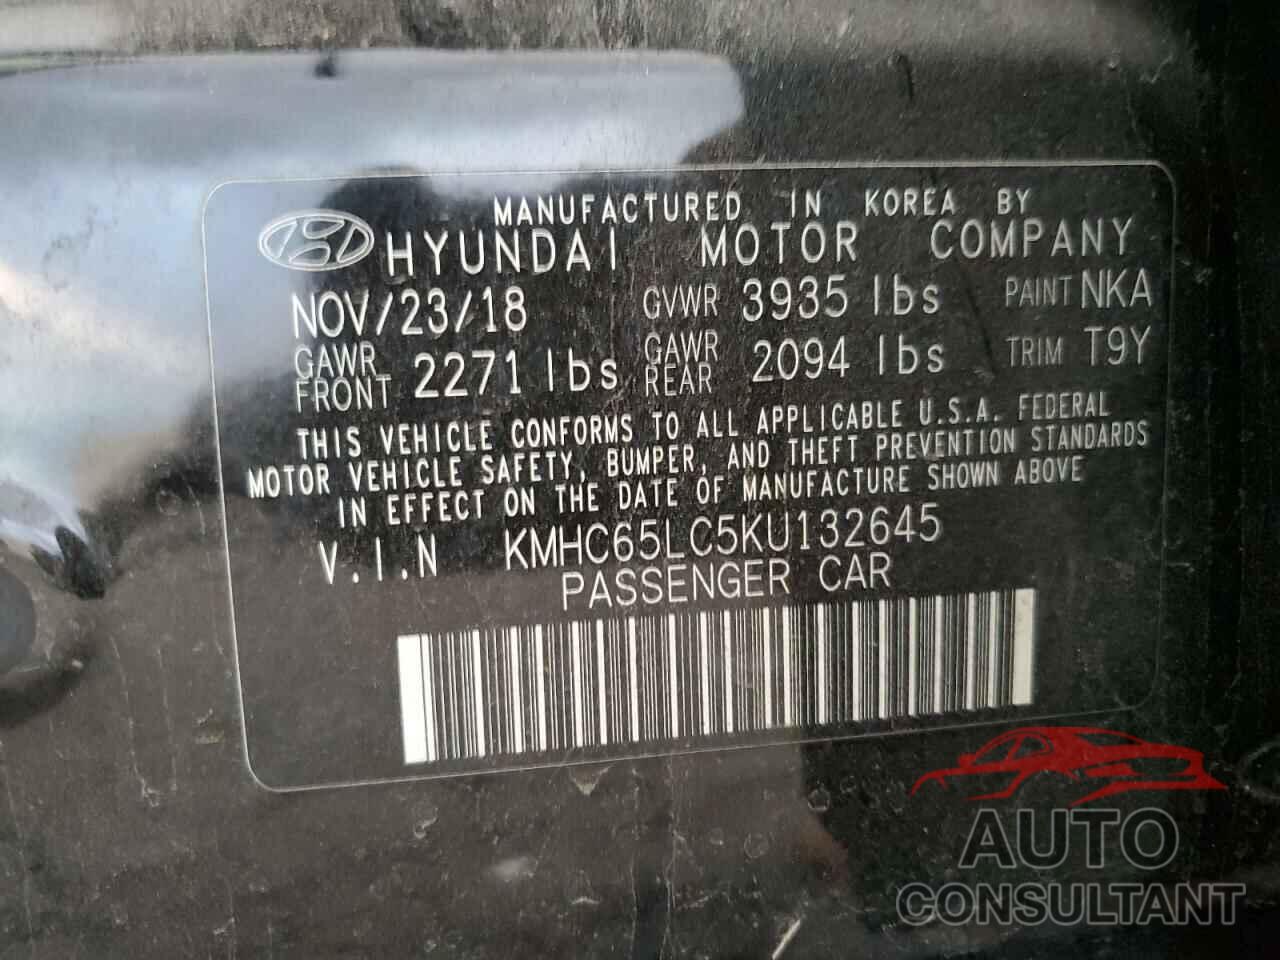 MANUFACTURED IN KOREA BY
HYUNDAI MOTOR COMPANY
NOV/23/18 GVWR 3935 lbs PAINT NKA
GAWR FRONT 2271 lbs GAWR REAR 2094 lbs TRIM T9Y
THIS VEHICLE CONFORMS TO ALL APPLICABLE U.S.A. FEDERAL
MOTOR VEHICLE SAFETY, BUMPER, AND THEFT PREVENTION STANDARDS
IN EFFECT ON THE DATE OF MANUFACTURE SHOWN ABOVE
V.I.N KMHC65LC5KU132645
PASSENGER CAR
AUTO
CONSULTANT